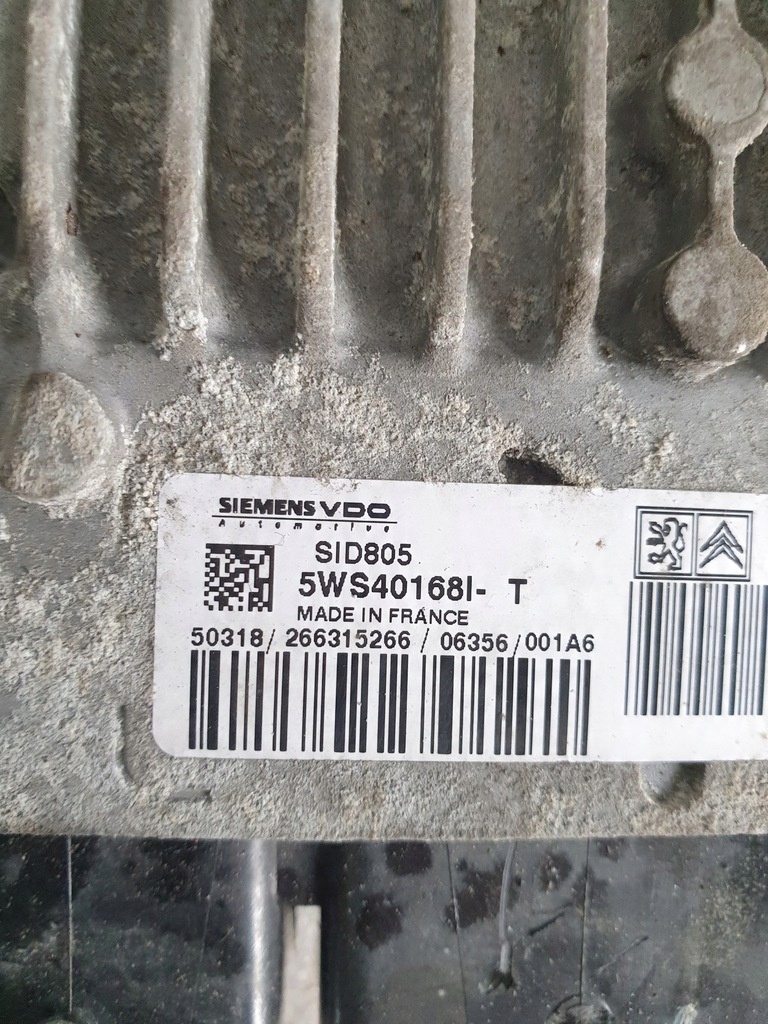 SIEMENS VDO
Automotive
SID805
5WS40168I- T
MADE IN FRANCE
50318/ 266315266 / 06356/001A6